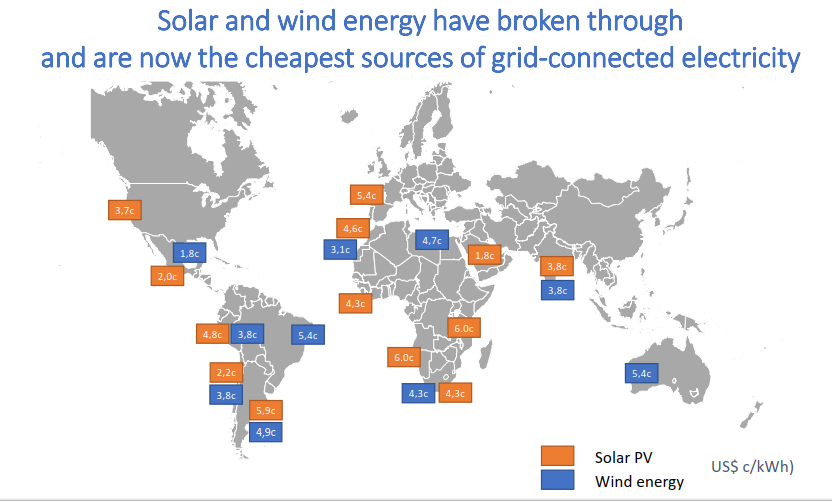 Solar and wind energy have broken through
and are now the cheapest sources of grid-connected electricity
5,4c
3,7c
4,6c
4,7c
3,1c
1,8c
1,8c
2,0c
3,8c
3,8c
4,3c
6.0c
4,8c
3,8c
5,4c
6.0c
2,2c
5,4c
3,8c
4,3c
4,3c
5,9c
4,9c
Solar PV
US$ c/kWh)
Wind energy